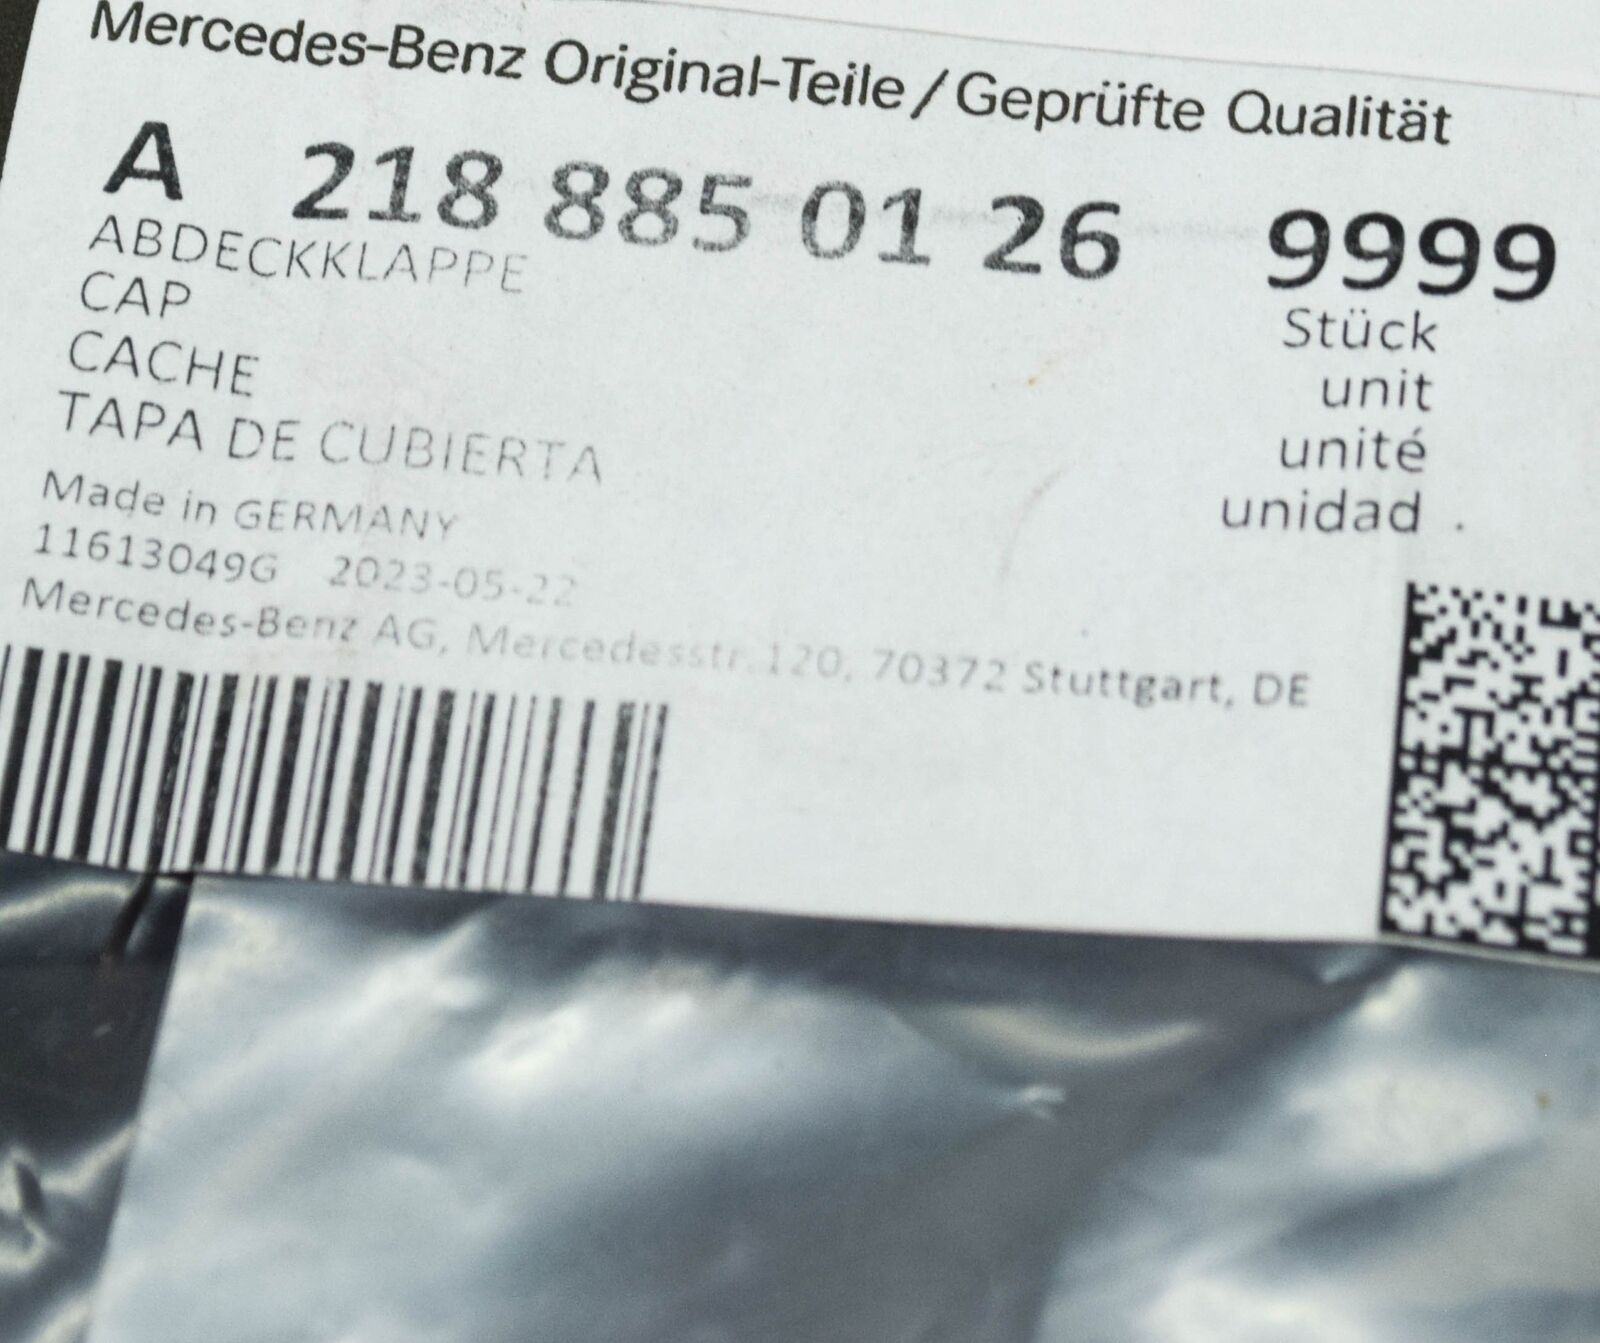 Mercedes-Benz Original-Teile / Geprüfte Qualität
A 218 885 01 26 9999
ABDECKKLAPPE
CAP
CACHE
TAPA DE CUBIERTA
Stück
unit
unité
unidad .
Made in GERMANY
11613049G 2023-05-22
Mercedes-Benz AG, Mercedesstr.120, 70372 Stuttgart, DE